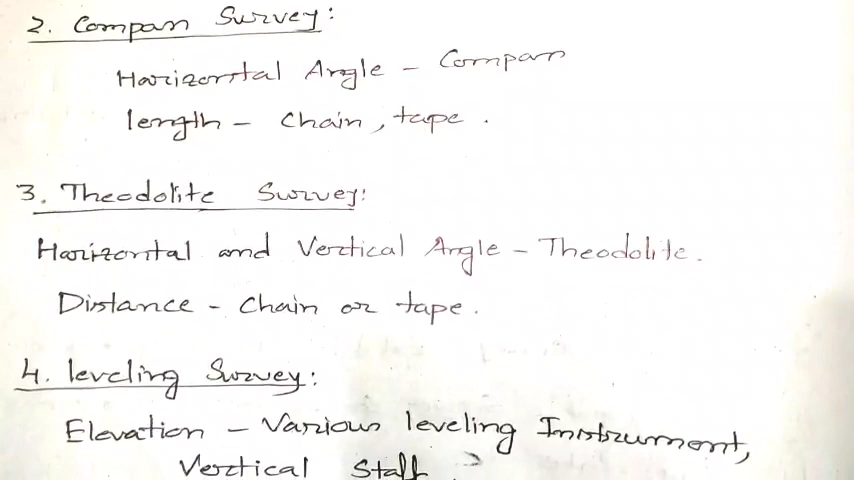 2. Compass Survey:
Horizontal Angle - Compass
length - Chain, tape.
3. Theodolite Survey:
Horizontal and Vertical Angle - Theodolite.
Distance - Chain or tape.
4. leveling Survey:
Elevation - Various leveling Instrument,
Vertical Staff.